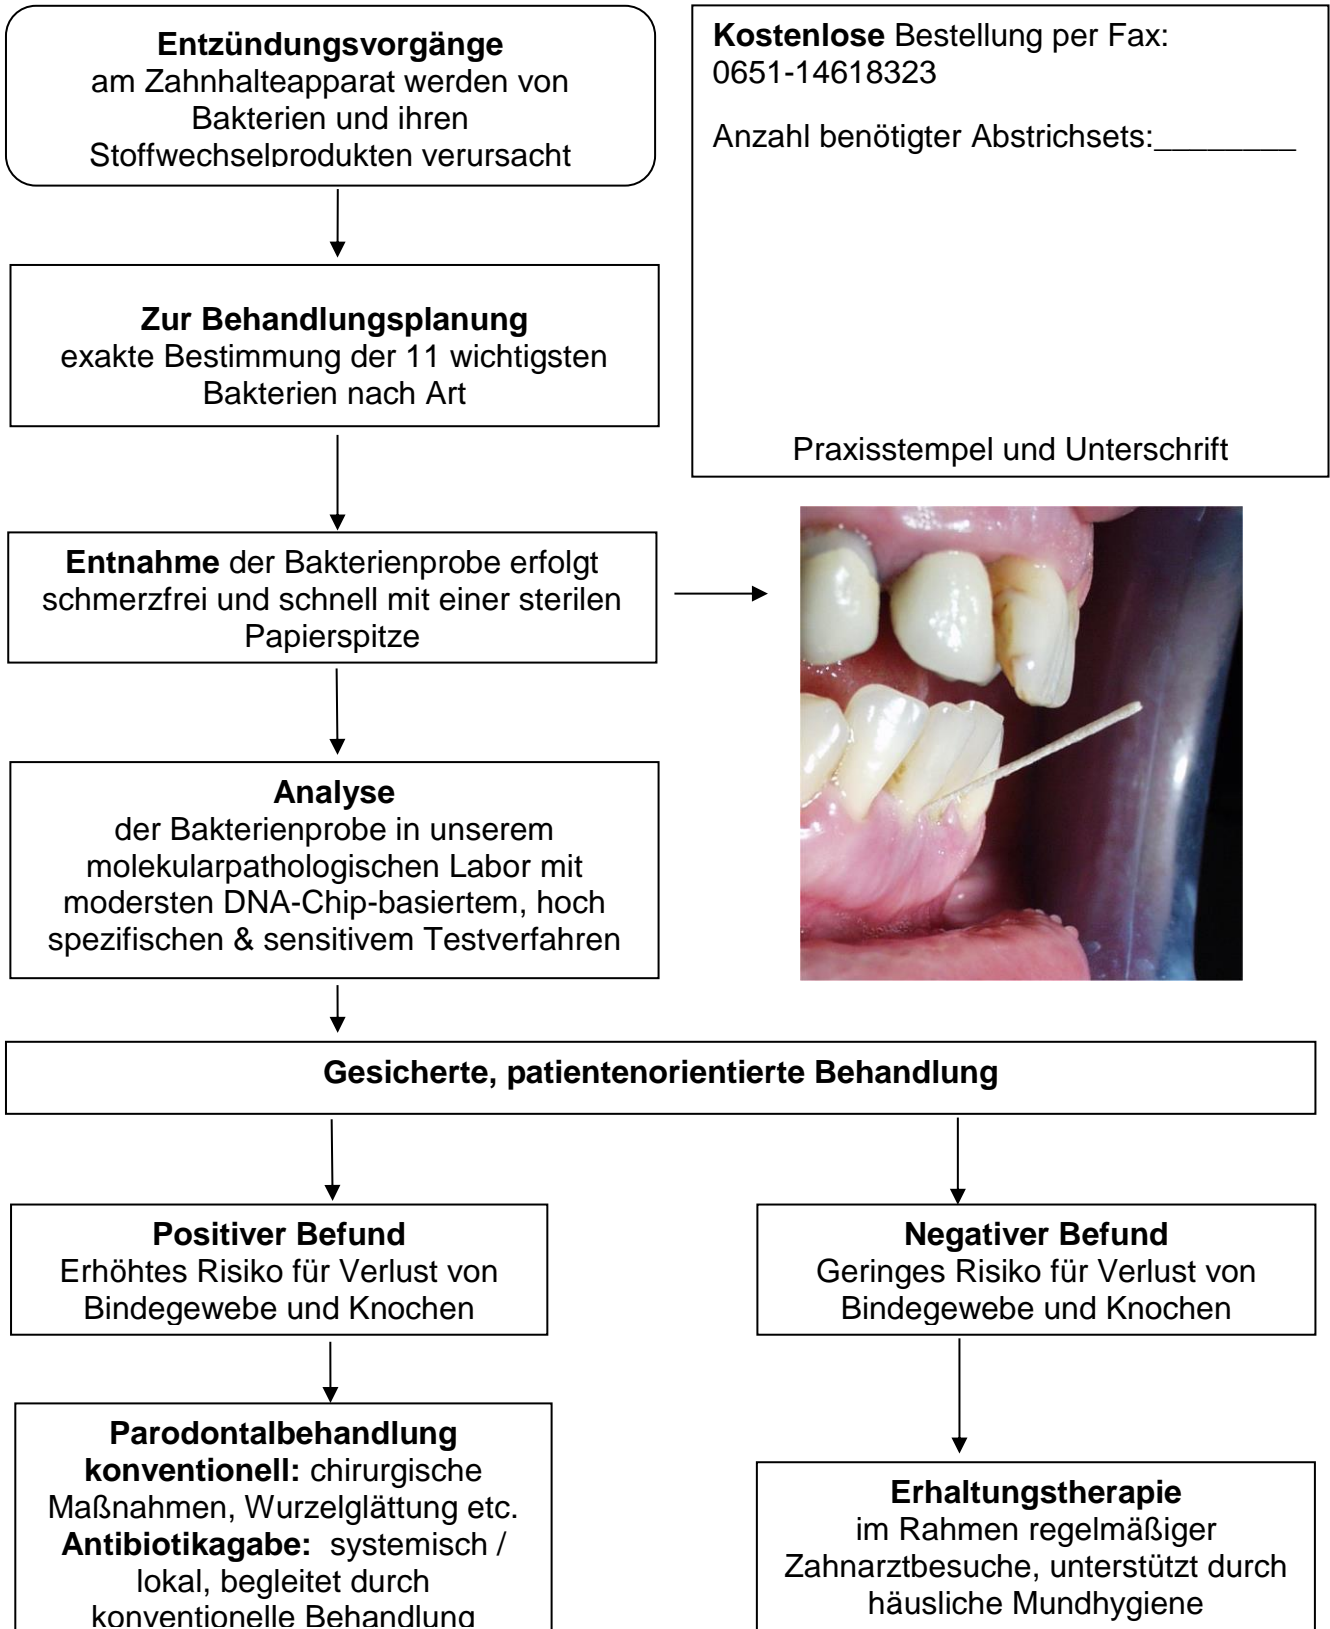 Entzündungsvorgänge
am Zahnhalteapparat werden von
Bakterien und ihren
Stoffwechselprodukten verursacht
Kostenlose Bestellung per Fax:
0651-14618323
Anzahl benötigter Abstrichsets:________
Praxisstempel und Unterschrift
Zur Behandlungsplanung
exakte Bestimmung der 11 wichtigsten
Bakterien nach Art
Entnahme der Bakterienprobe erfolgt
schmerzfrei und schnell mit einer sterilen
Papierspitze
Analyse
der Bakterienprobe in unserem
molekularpathologischen Labor mit
modersten DNA-Chip-basiertem, hoch
spezifischen & sensitivem Testverfahren
Gesicherte, patientenorientierte Behandlung
Positiver Befund
Erhöhtes Risiko für Verlust von
Bindegewebe und Knochen
Negativer Befund
Geringes Risiko für Verlust von
Bindegewebe und Knochen
Parodontalbehandlung
konventionell: chirurgische
Maßnahmen, Wurzelglättung etc.
Antibiotikagabe: systemisch /
lokal, begleitet durch
konventionelle Behandlung
Erhaltungstherapie
im Rahmen regelmäßiger
Zahnarztbesuche, unterstützt durch
häusliche Mundhygiene